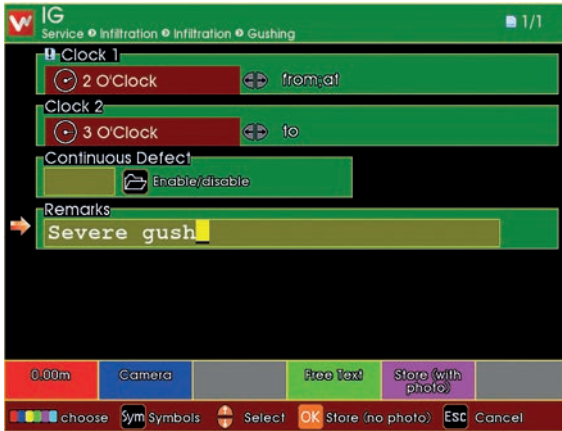 IG
Service Infiltration Infiltration Gushing
1/1
Clock 1
2 O'Clock from,at
Clock 2
3 O'Clock to
Continuous Defect
Enable/disable
Remarks
Severe gush
0.00m Camera Free Text Store (with photo)
choose Sym Symbols Select OK Store (no photo) Esc Cancel